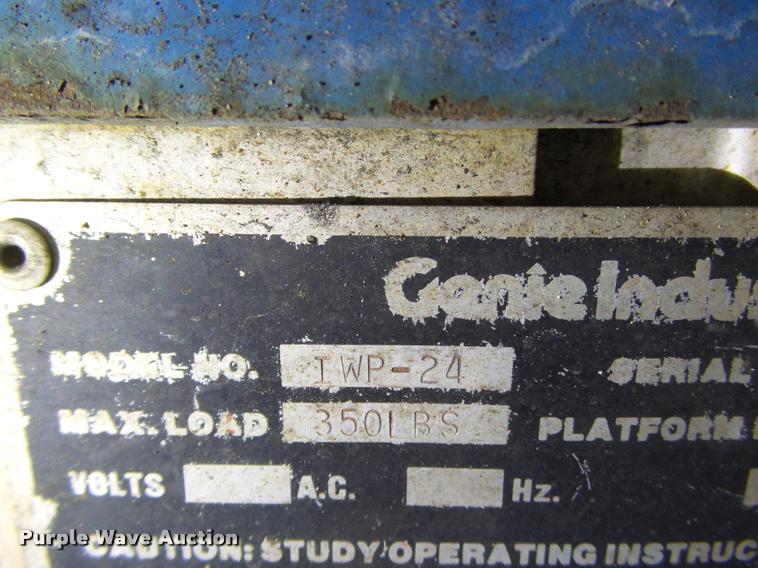 Genie Indu
MODEL NO. IWP-24 SERIAL
MAX. LOAD 350LBS PLATFORM
VOLTS A.C. Hz.
CAUTION: STUDY OPERATING INSTRUC
Purple Wave Auction